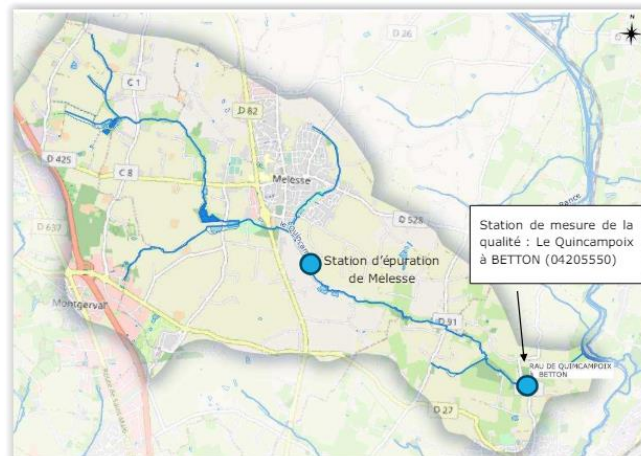 N
D 26
C 1
D 82
D 425
C 8
Melesse
D 637
D 528
Station de mesure de la
qualité : Le Quincampoix
à BETTON (04205550)
Station d'épuration
de Melesse
Montgerval
D 91
RAU DE QUINCAMPOIX
À BETTON
D 27